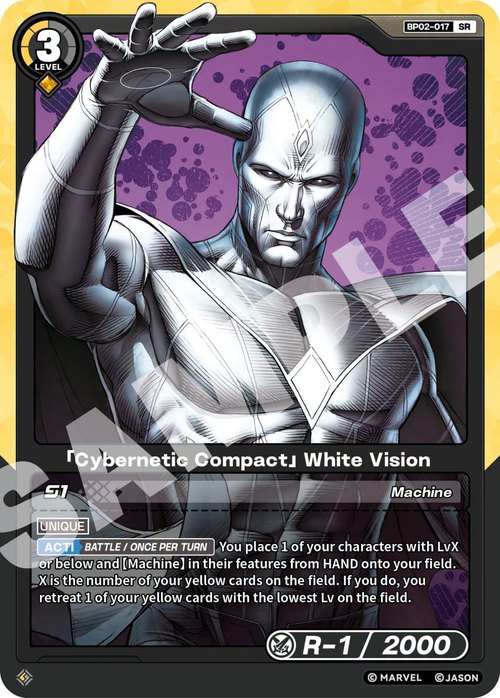 3
LEVEL
BP02-017 SR
「Cybernetic Compact」 White Vision
S1
Machine
UNIQUE
ACT1 BATTLE / ONCE PER TURN You place 1 of your characters with LvX
or below and [Machine] in their features from HAND onto your field.
X is the number of your yellow cards on the field. If you do, you
retreat 1 of your yellow cards with the lowest Lv on the field.
R-1 / 2000
© MARVEL ©JASON
SAMPLE